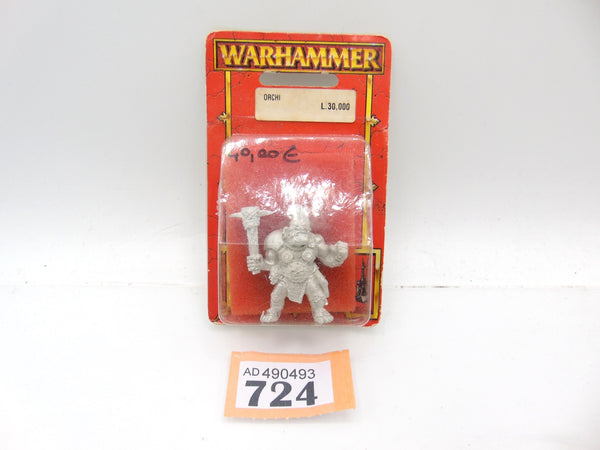 WARHAMMER
ORCHI
L.30,000
40,00€
AD 490493
724